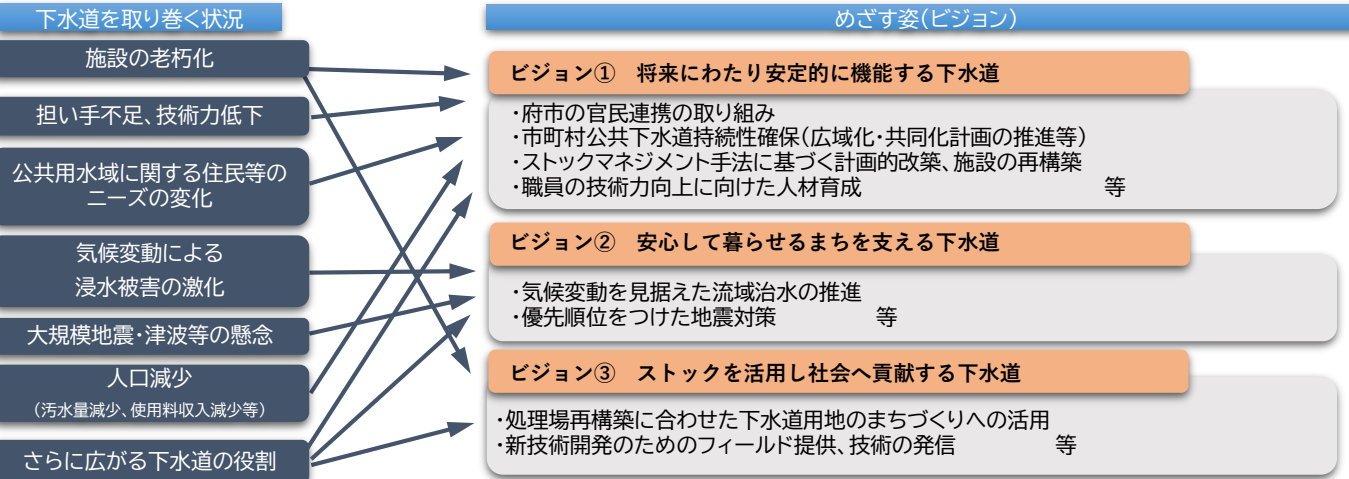 下水道を取り巻く状況
施設の老朽化
担い手不足、技術力低下
公共用水域に関する住民等の
ニーズの変化
気候変動による
浸水被害の激化
大規模地震・津波等の懸念
人口減少
(汚水量減少、使用料収入減少等)
さらに広がる下水道の役割
めざす姿(ビジョン)
ビジョン① 将来にわたり安定的に機能する下水道
・府市の官民連携の取り組み
・市町村公共下水道持続性確保(広域化・共同化計画の推進等)
・ストックマネジメント手法に基づく計画的改築、施設の再構築
・職員の技術力向上に向けた人材育成 等
ビジョン② 安心して暮らせるまちを支える下水道
・気候変動を見据えた流域治水の推進
・優先順位をつけた地震対策 等
ビジョン③ ストックを活用し社会へ貢献する下水道
・処理場再構築に合わせた下水道用地のまちづくりへの活用
・新技術開発のためのフィールド提供、技術の発信 等